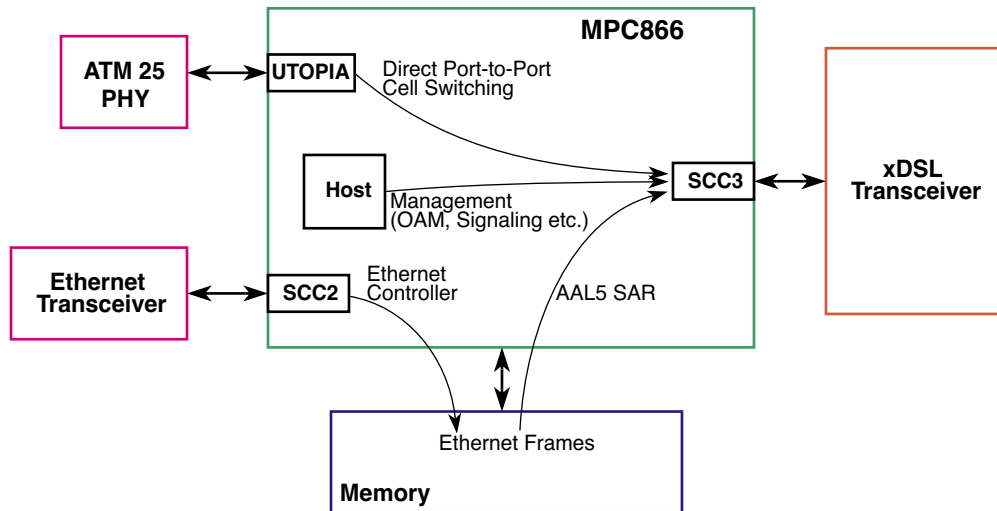 MPC866
ATM 25
PHY
UTOPIA
Direct Port-to-Port
Cell Switching
xDSL
Transceiver
SCC3
Host
Management
(OAM, Signaling etc.)
Ethernet
Transceiver
SCC2
Ethernet
Controller
AAL5 SAR
Ethernet Frames
Memory